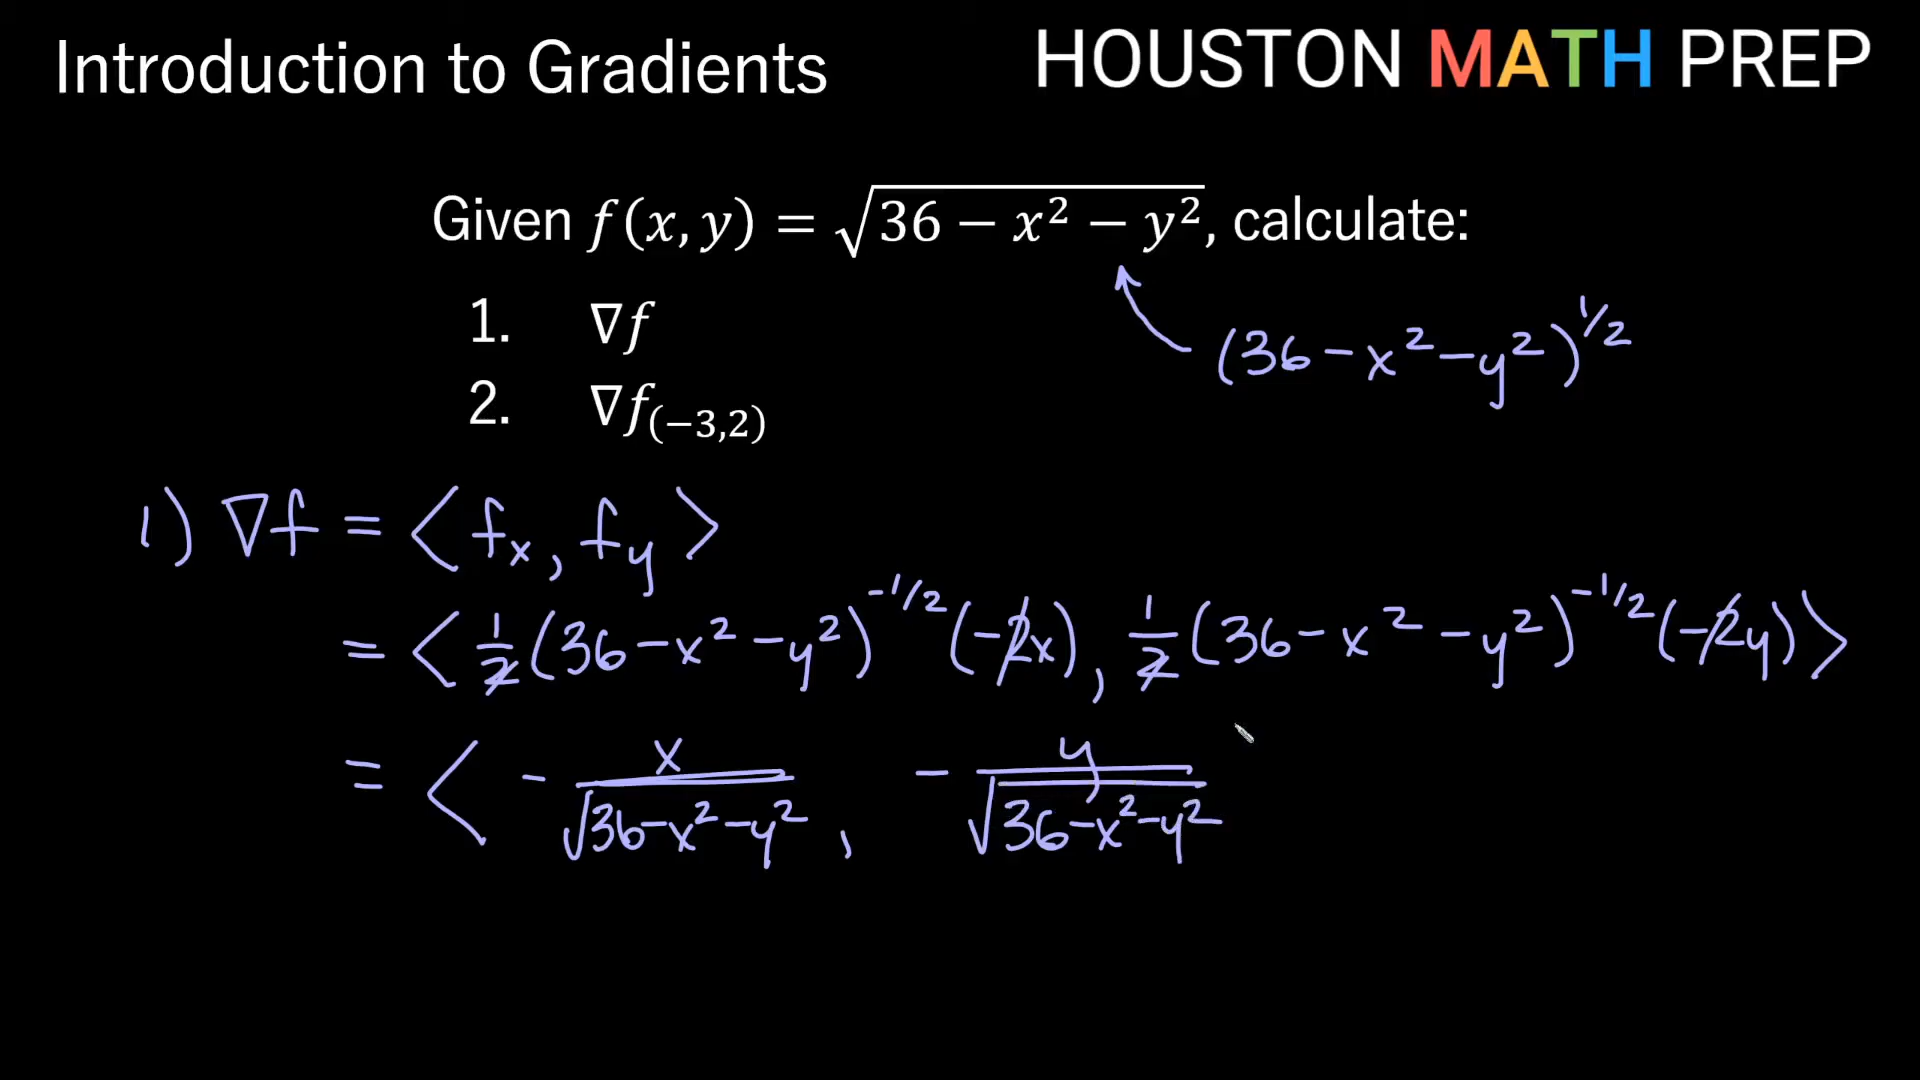 Introduction to Gradients
HOUSTON MATH PREP
Given f(x, y) = √(36 − x² − y²), calculate:
(36 − x² − y²)^1/2
1. ∇f
2. ∇f₍₋₃,₂₎
1) ∇f = ⟨ fₓ, f_y ⟩
= ⟨ 1/2 (36 − x² − y²)^−1/2 (−2x), 1/2 (36 − x² − y²)^−1/2 (−2y) ⟩
= ⟨ − x/√(36 − x² − y²), − y/√(36 − x² − y²)